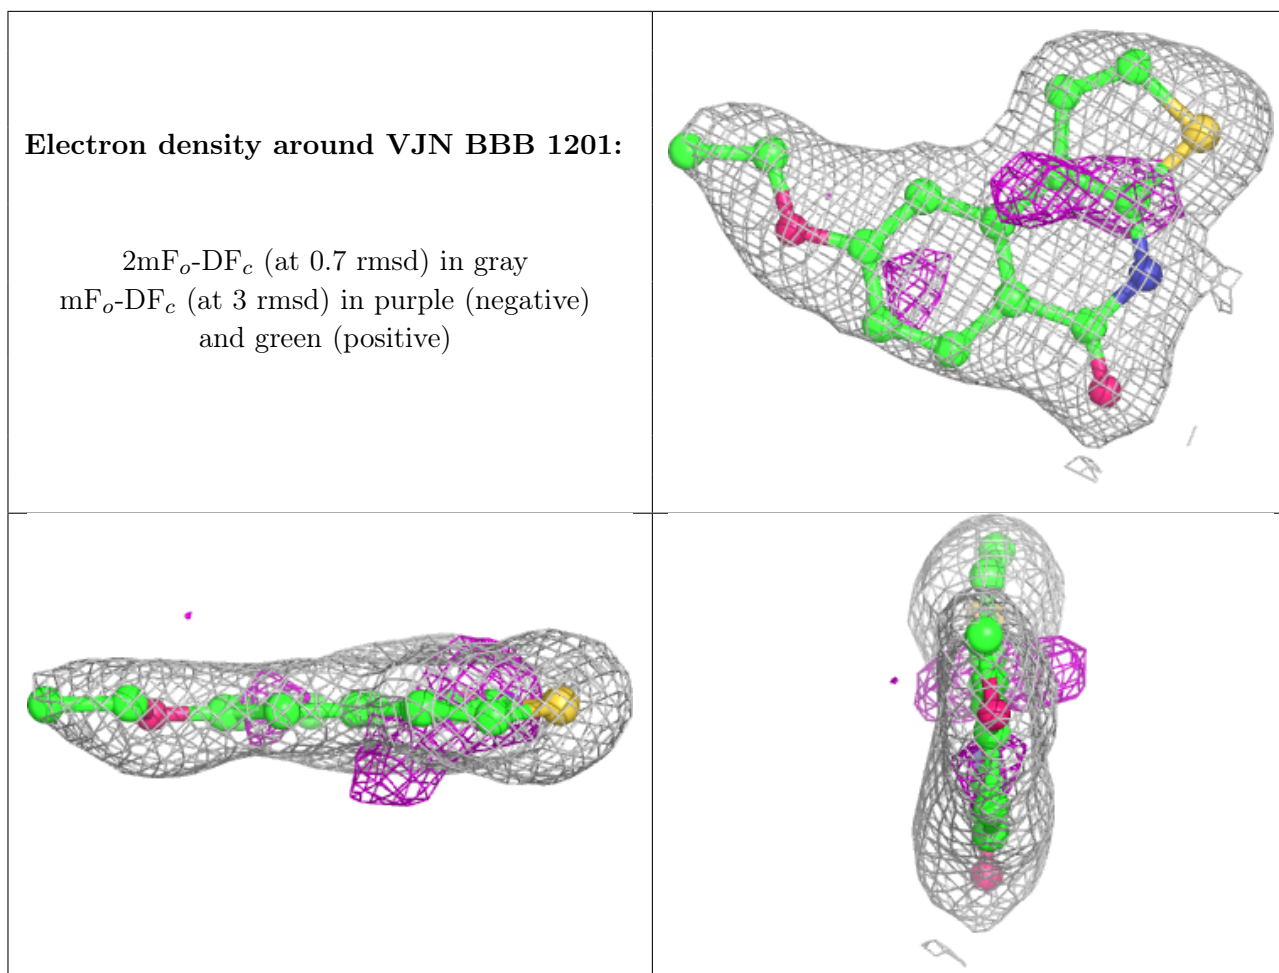 Electron density around VJN BBB 1201:
2mFo-DFc (at 0.7 rmsd) in gray
mFo-DFc (at 3 rmsd) in purple (negative)
and green (positive)